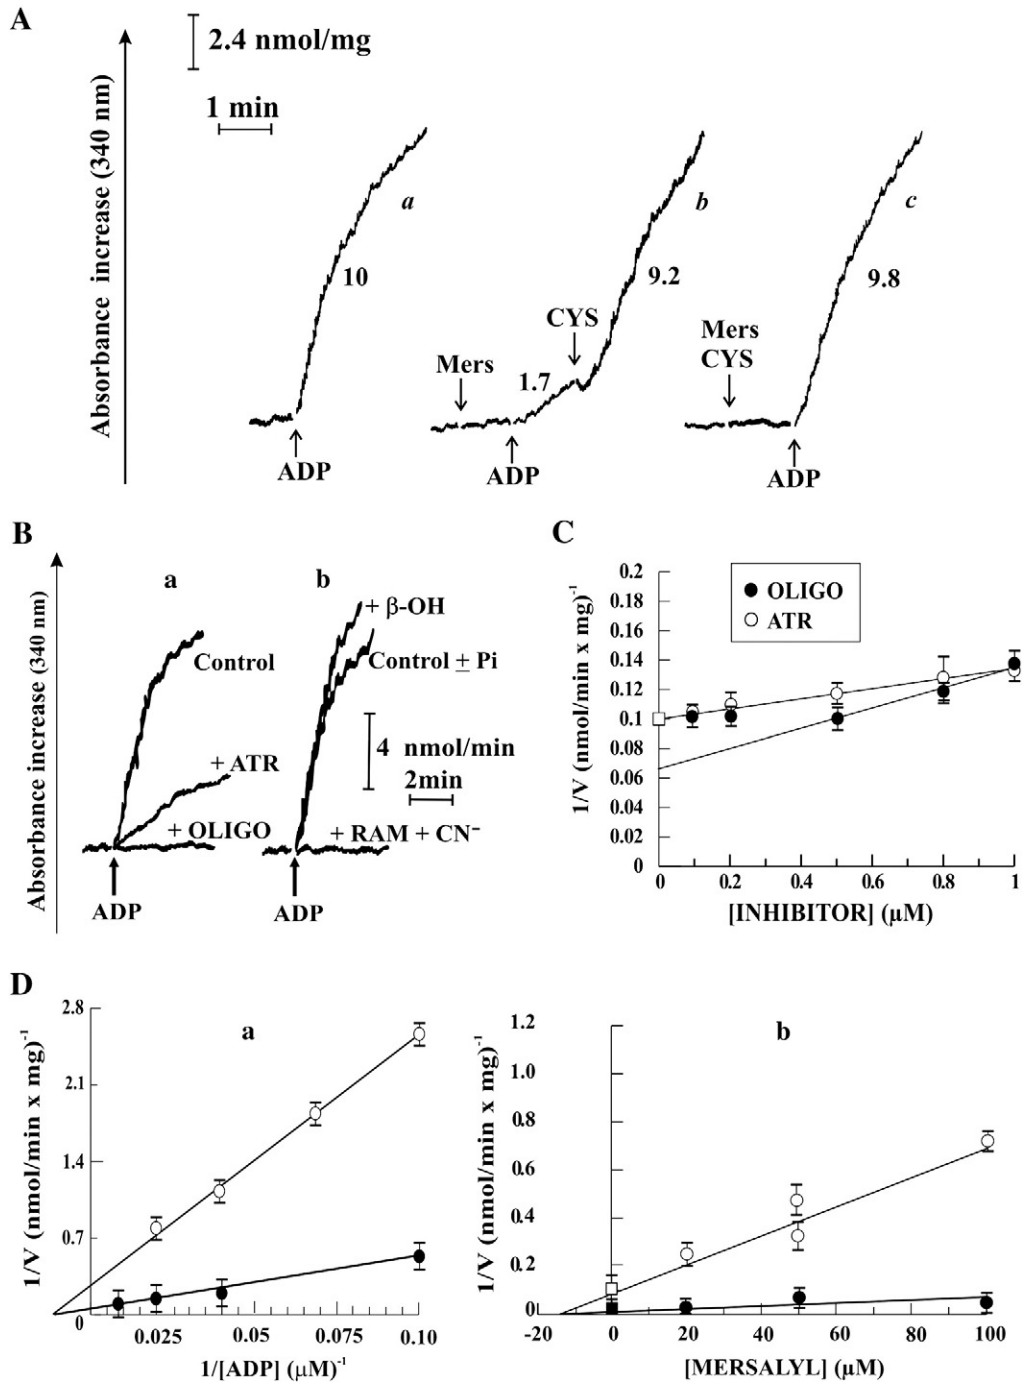 A
2.4 nmol/mg
1 min
Absorbance increase (340 nm)
a
10
ADP
Mers
1.7
CYS
b
9.2
ADP
Mers
CYS
c
9.8
ADP
B
Absorbance increase (340 nm)
a
Control
+ ATR
+ OLIGO
ADP
b
+ β-OH
Control ± Pi
4 nmol/min
2min
+ RAM + CN⁻
ADP
C
1/V (nmol/min x mg)⁻¹
0.2
0.18
0.16
0.14
0.12
0.1
0.08
0.06
0.04
0.02
0
OLIGO
ATR
0 0.2 0.4 0.6 0.8 1
[INHIBITOR] (µM)
D
a
1/V (nmol/min x mg)⁻¹
2.8
2.1
1.4
0.7
0
0.025 0.05 0.075 0.10
1/[ADP] (µM)⁻¹
b
1/V (nmol/min x mg)⁻¹
1.2
1.0
0.8
0.6
0.4
0.2
0
-20 0 20 40 60 80 100
[MERSALYL] (µM)